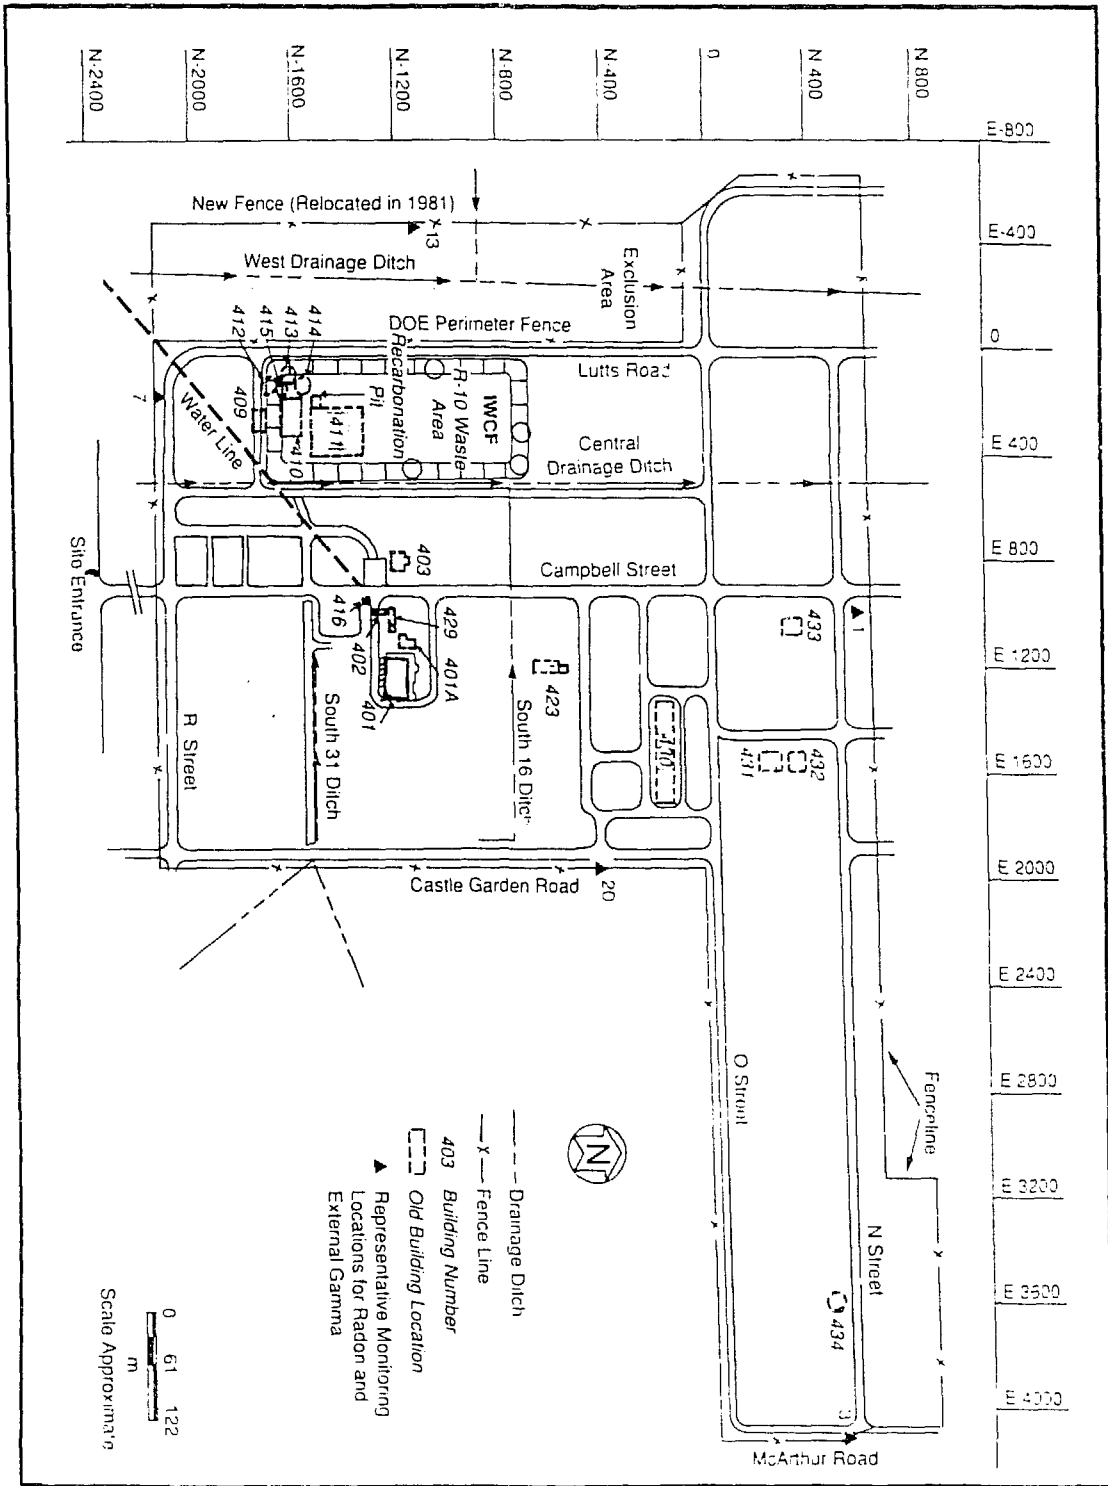 N-2400
N-2000
N-1600
N-1200
N-800
N-400
0
N 400
N 800
E-800
E-400
0
E 400
E 800
E 1200
E 1600
E 2000
E 2400
E 2800
E 3200
E 3600
E 4000
New Fence (Relocated in 1981)
13
West Drainage Ditch
Exclusion
Area
DOE Perimeter Fence
Lutts Road
412
415
413
414
409
410
411
Recarbonation
Pit
R-10 Waste
Area
IWCF
7
Water Line
Central
Drainage Ditch
Site Entrance
403
Campbell Street
416
402
429
401A
401
423
433
1
431
432
South 31 Ditch
South 16 Ditch
R Street
Castle Garden Road
20
O Street
N Street
Fenceline
434
3
McArthur Road
N
Drainage Ditch
x
Fence Line
403 Building Number
Old Building Location
Representative Monitoring
Locations for Radon and
External Gamma
0 61 122
m
Scale Approximate